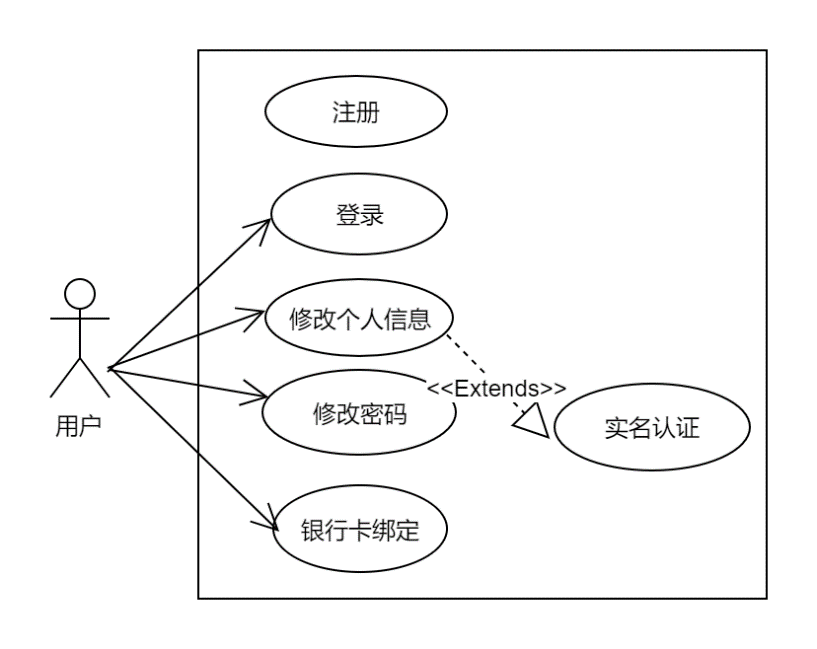 注册
登录
修改个人信息
<<Extends>>
修改密码
实名认证
用户
银行卡绑定